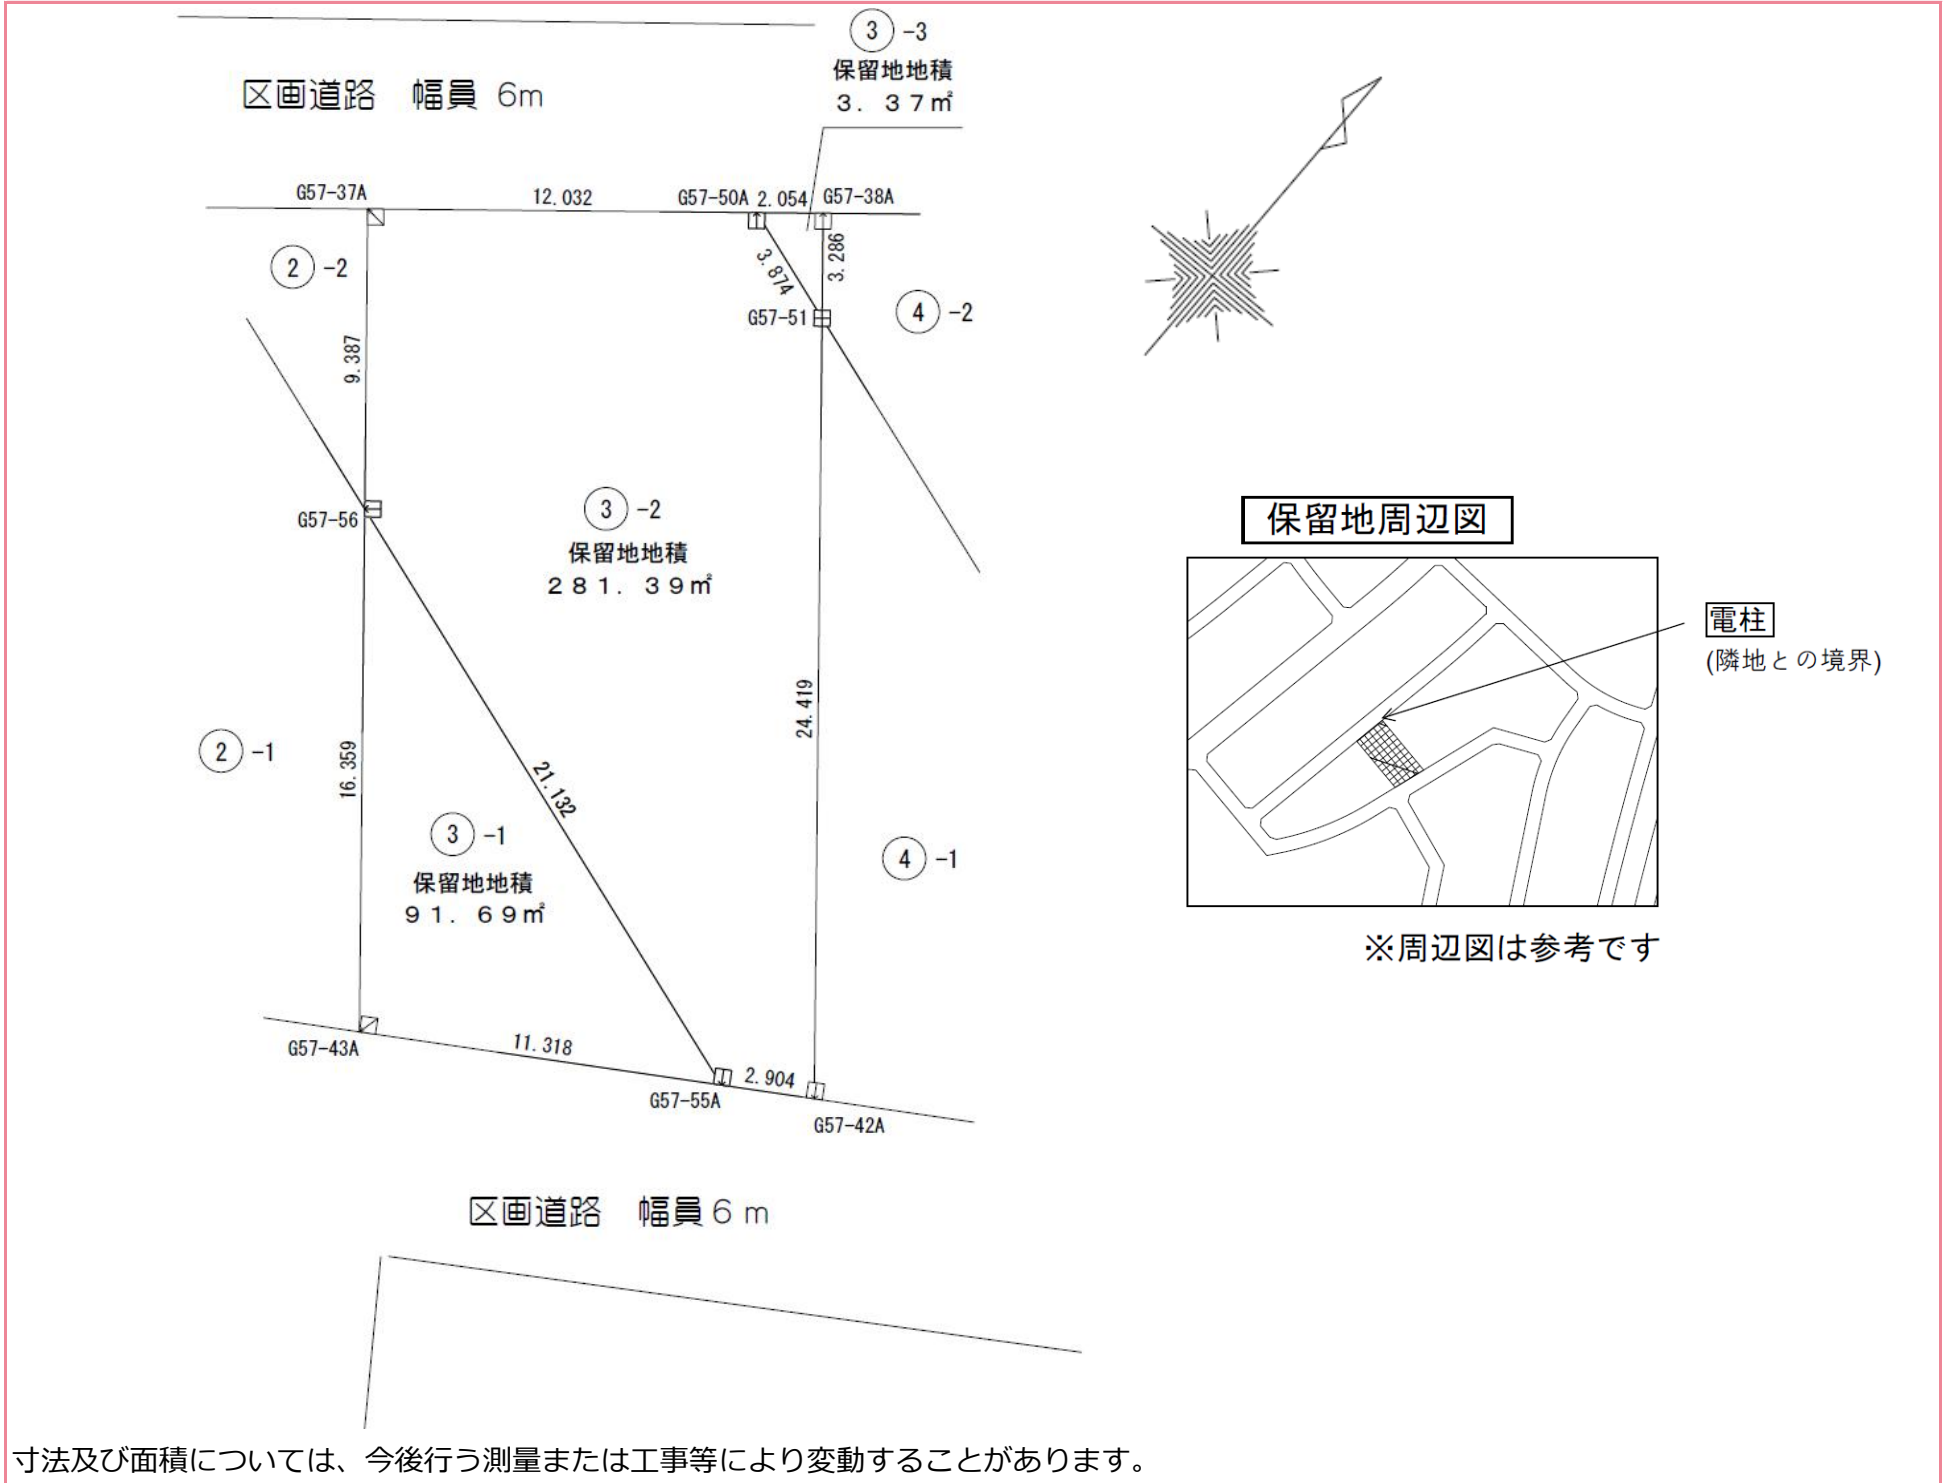 ③-3
保留地地積
3.37㎡
区画道路 幅員 6m
G57-37A
12.032
G57-50A
2.054
G57-38A
②-2
3.874
3.286
G57-51
④-2
9.387
G57-56
③-2
保留地地積
281.39㎡
保留地周辺図
電柱
(隣地との境界)
24.419
②-1
16.359
21.132
③-1
保留地地積
91.69㎡
④-1
※周辺図は参考です
G57-43A
11.318
2.904
G57-55A
G57-42A
区画道路 幅員6m
寸法及び面積については、今後行う測量または工事等により変動することがあります。